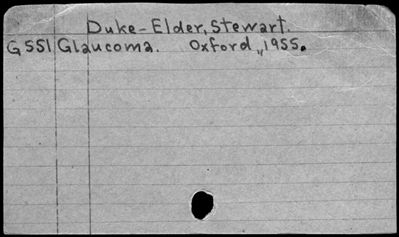 Duke-Elder, Stewart.
G551 Glaucoma. Oxford, 1955.